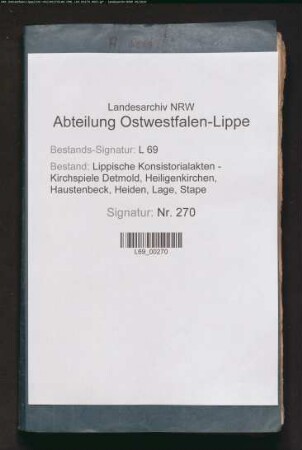 Landesarchiv NRW
Abteilung Ostwestfalen-Lippe
Bestands-Signatur: L 69
Bestand: Lippische Konsistorialakten -
Kirchspiele Detmold, Heiligenkirchen,
Haustenbeck, Heiden, Lage, Stape
Signatur: Nr. 270
L69_00270